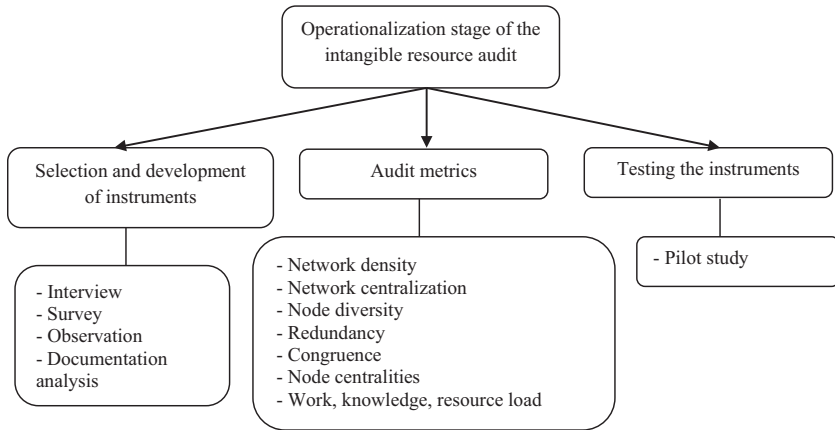 Operationalization stage of the
intangible resource audit
Selection and development
of instruments
Audit metrics
Testing the instruments
- Interview
- Survey
- Observation
- Documentation
analysis
- Network density
- Network centralization
- Node diversity
- Redundancy
- Congruence
- Node centralities
- Work, knowledge, resource load
- Pilot study